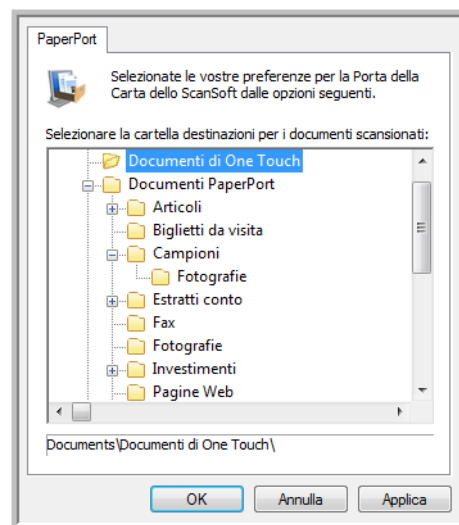 PaperPort
Selezionate le vostre preferenze per la Porta della
Carta dello ScanSoft dalle opzioni seguenti.
Selezionare la cartella destinazioni per i documenti scansionati:
Documenti di One Touch
Documenti PaperPort
Articoli
Biglietti da visita
Campioni
Fotografie
Estratti conto
Fax
Fotografie
Investimenti
Pagine Web
Documents\Documenti di One Touch\
OK Annulla Applica